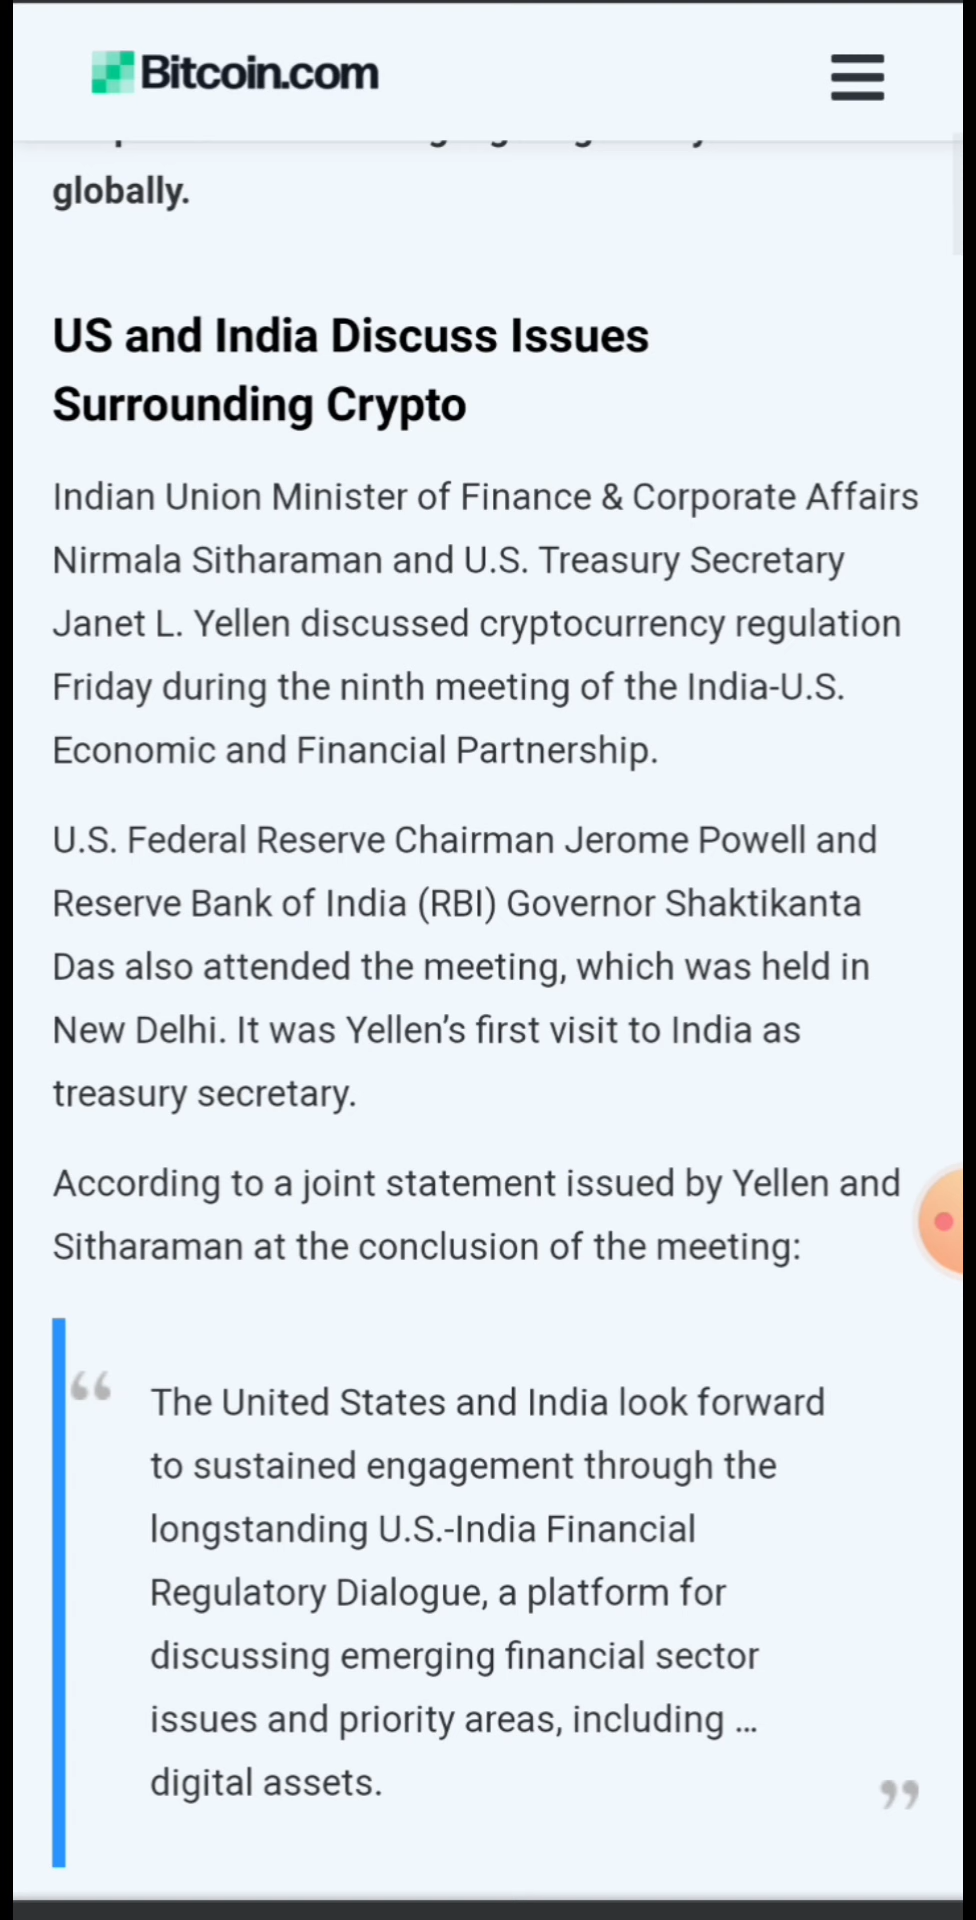 Bitcoin.com
globally.
US and India Discuss Issues
Surrounding Crypto
Indian Union Minister of Finance & Corporate Affairs
Nirmala Sitharaman and U.S. Treasury Secretary
Janet L. Yellen discussed cryptocurrency regulation
Friday during the ninth meeting of the India-U.S.
Economic and Financial Partnership.
U.S. Federal Reserve Chairman Jerome Powell and
Reserve Bank of India (RBI) Governor Shaktikanta
Das also attended the meeting, which was held in
New Delhi. It was Yellen’s first visit to India as
treasury secretary.
According to a joint statement issued by Yellen and
Sitharaman at the conclusion of the meeting:
“ The United States and India look forward
to sustained engagement through the
longstanding U.S.-India Financial
Regulatory Dialogue, a platform for
discussing emerging financial sector
issues and priority areas, including …
digital assets. ”